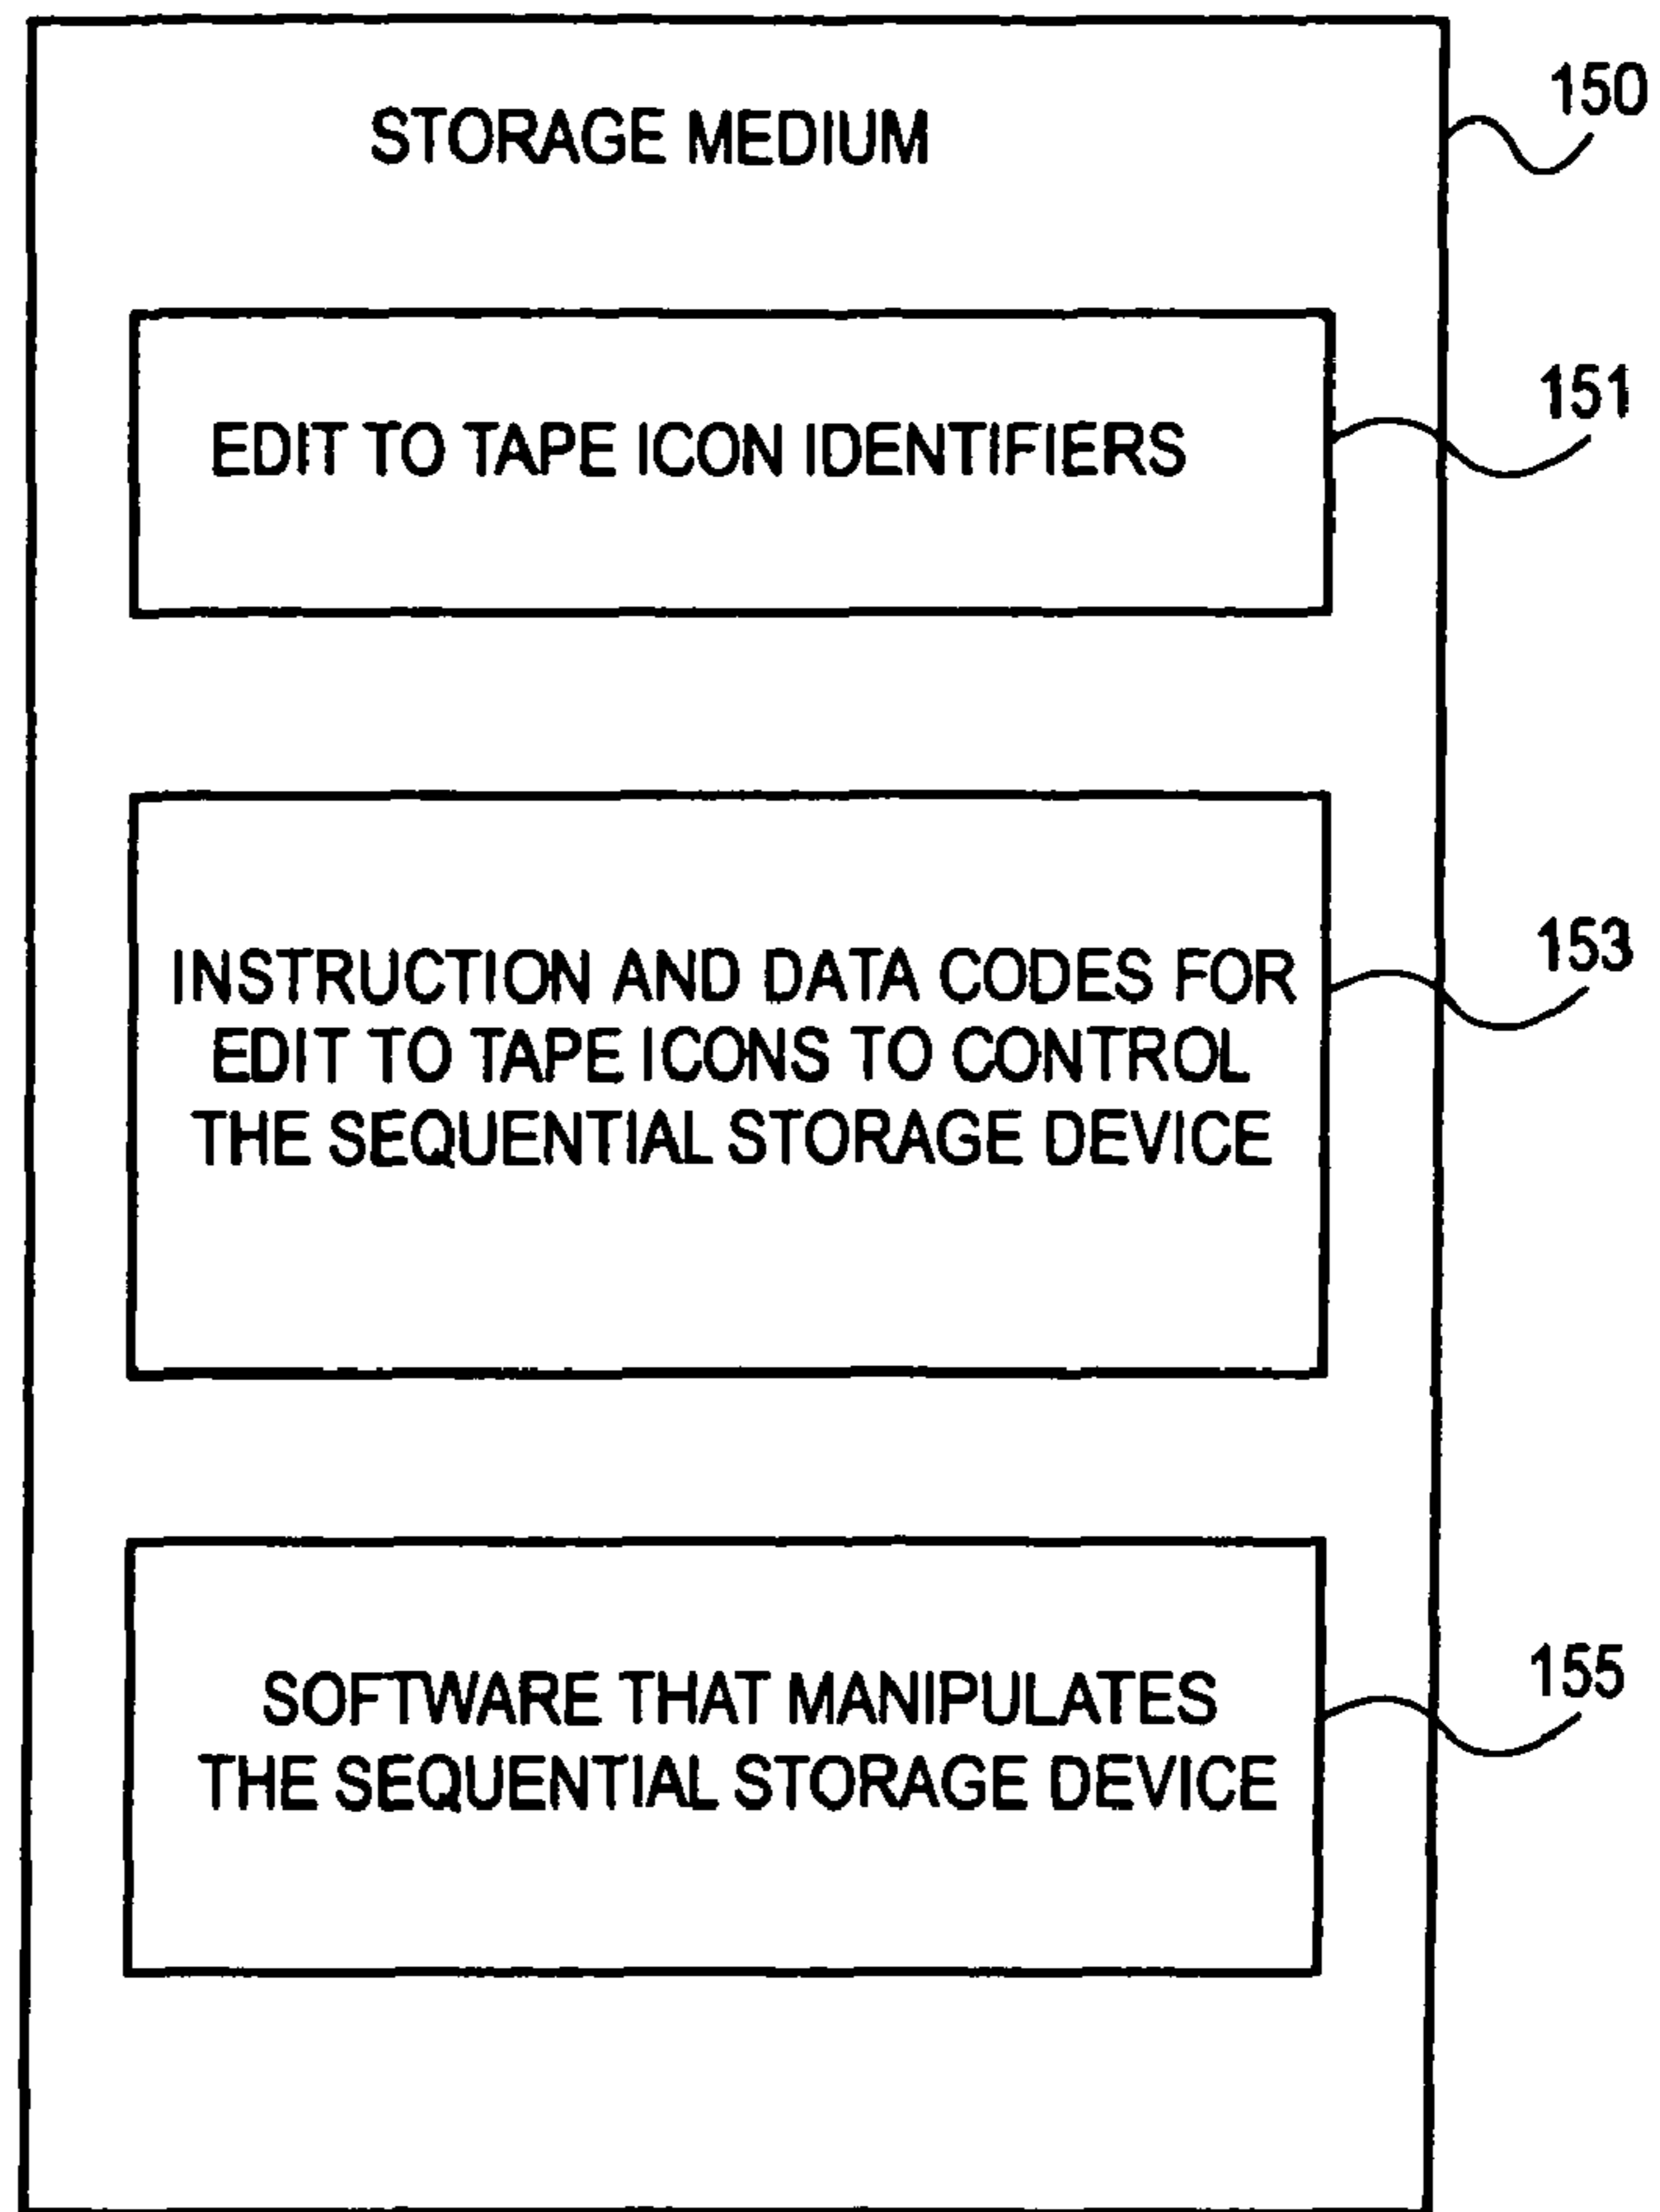 STORAGE MEDIUM
150
EDIT TO TAPE ICON IDENTIFIERS
151
INSTRUCTION AND DATA CODES FOR
EDIT TO TAPE ICONS TO CONTROL
THE SEQUENTIAL STORAGE DEVICE
153
SOFTWARE THAT MANIPULATES
THE SEQUENTIAL STORAGE DEVICE
155